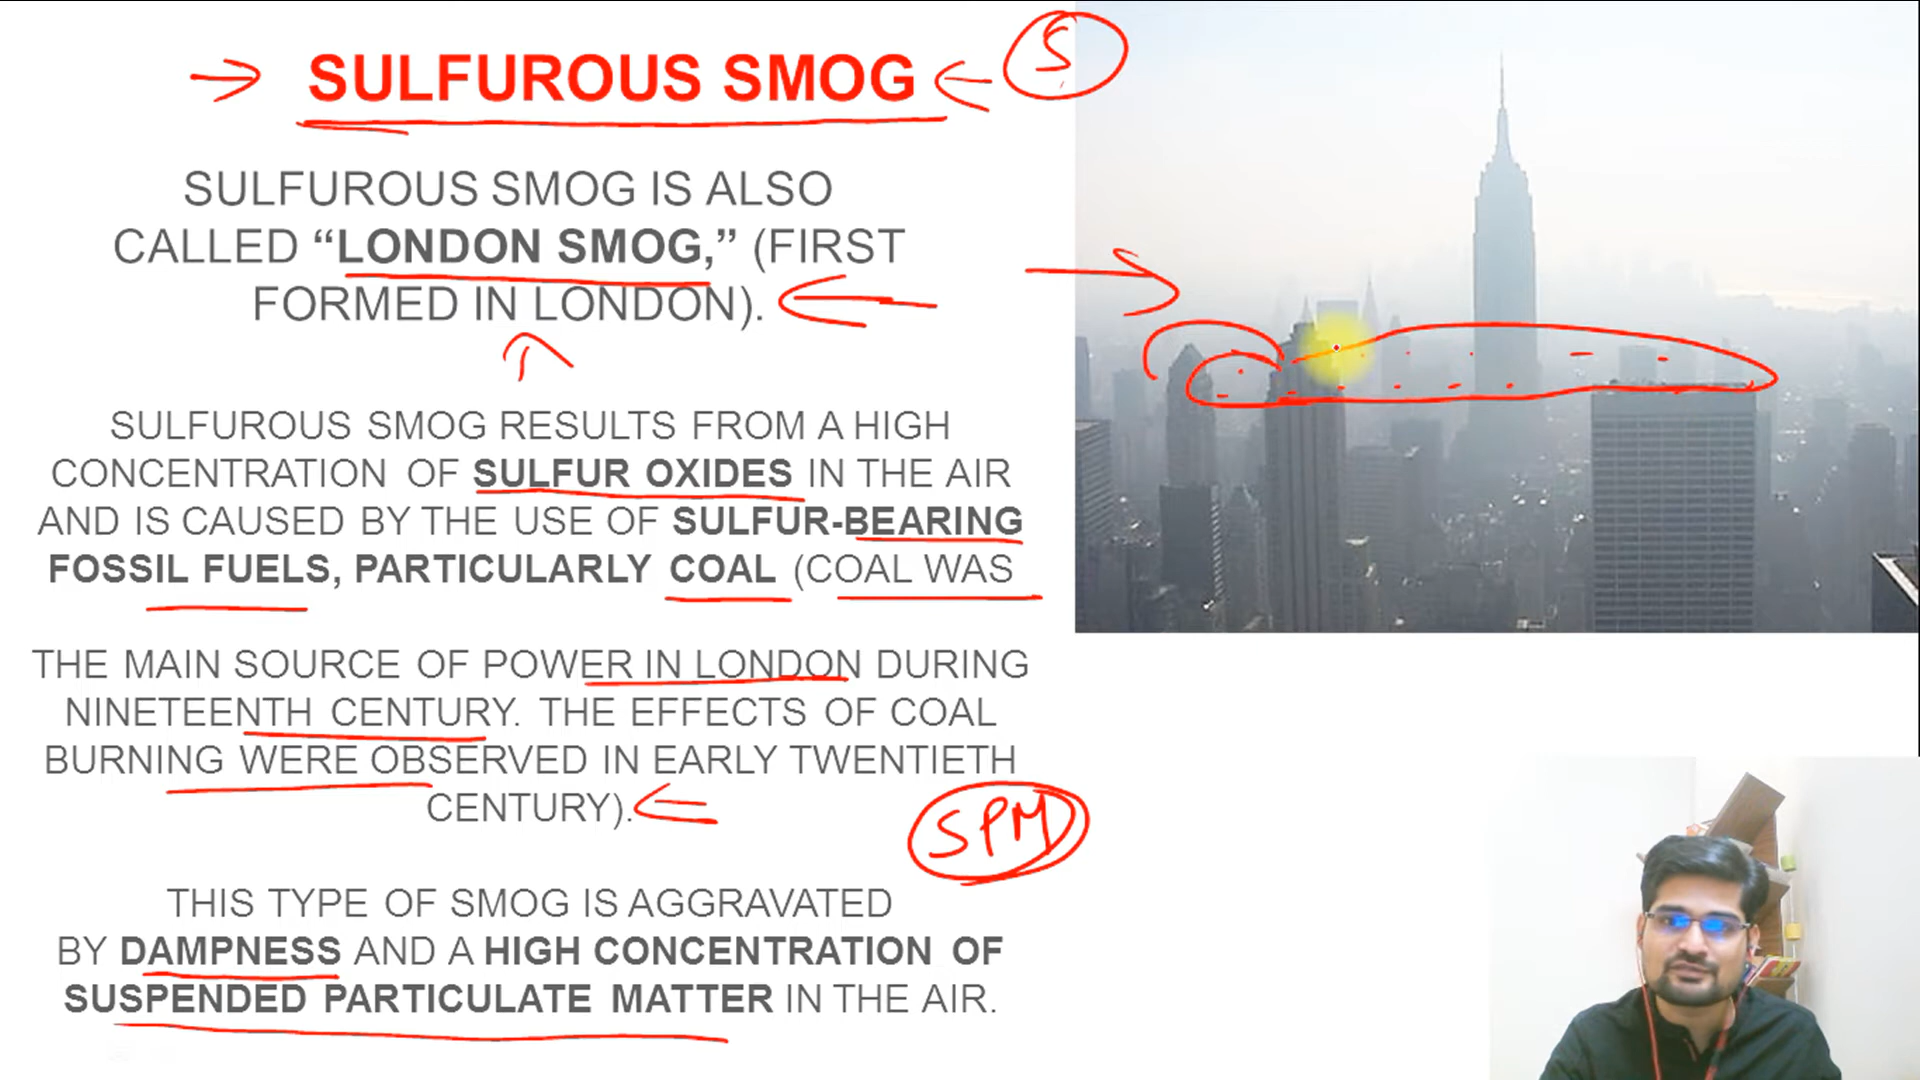 SULFUROUS SMOG
S
SULFUROUS SMOG IS ALSO
CALLED “LONDON SMOG,” (FIRST
FORMED IN LONDON).
SULFUROUS SMOG RESULTS FROM A HIGH
CONCENTRATION OF SULFUR OXIDES IN THE AIR
AND IS CAUSED BY THE USE OF SULFUR-BEARING
FOSSIL FUELS, PARTICULARLY COAL (COAL WAS
THE MAIN SOURCE OF POWER IN LONDON DURING
NINETEENTH CENTURY. THE EFFECTS OF COAL
BURNING WERE OBSERVED IN EARLY TWENTIETH
CENTURY).
SPM
THIS TYPE OF SMOG IS AGGRAVATED
BY DAMPNESS AND A HIGH CONCENTRATION OF
SUSPENDED PARTICULATE MATTER IN THE AIR.